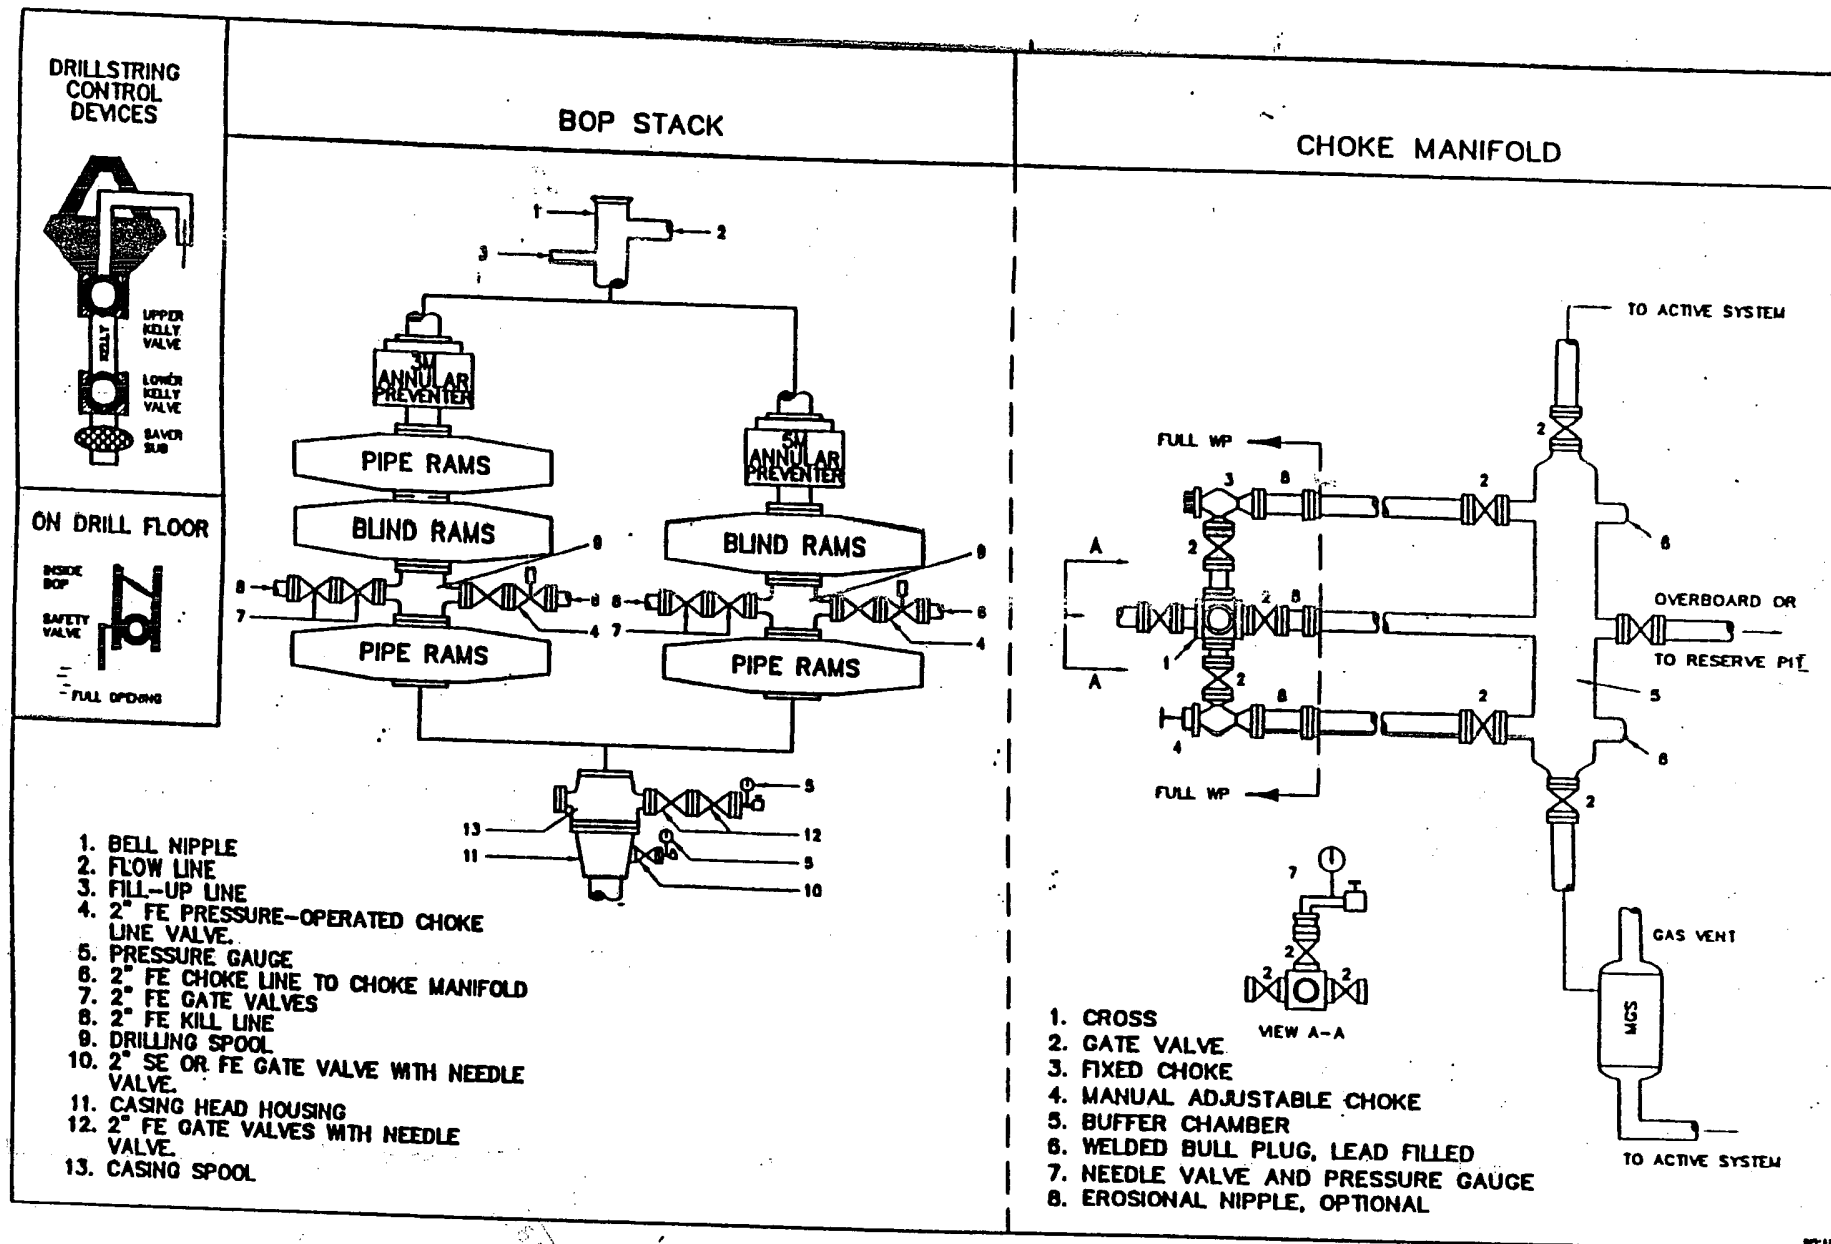 DRILLSTRING
CONTROL
DEVICES
UPPER
KELLY
VALVE
KELLY
LOWER
KELLY
VALVE
SAVER
SUB
ON DRILL FLOOR
INSIDE
BOP
SAFETY
VALVE
FULL OPENING
BOP STACK
1
2
3
3M
ANNULAR
PREVENTER
PIPE RAMS
BLIND RAMS
9
8
6
7
4
PIPE RAMS
5M
ANNULAR
PREVENTER
BLIND RAMS
9
8
6
7
4
PIPE RAMS
5
13
12
11
5
10
1. BELL NIPPLE
2. FLOW LINE
3. FILL-UP LINE
4. 2" FE PRESSURE-OPERATED CHOKE
LINE VALVE.
5. PRESSURE GAUGE
6. 2" FE CHOKE LINE TO CHOKE MANIFOLD
7. 2" FE GATE VALVES
8. 2" FE KILL LINE
9. DRILLING SPOOL
10. 2" SE OR FE GATE VALVE WITH NEEDLE
VALVE.
11. CASING HEAD HOUSING
12. 2" FE GATE VALVES WITH NEEDLE
VALVE.
13. CASING SPOOL
CHOKE MANIFOLD
TO ACTIVE SYSTEM
2
FULL WP
3
8
2
6
2
A
2
8
OVERBOARD OR
TO RESERVE PIT
1
A
2
8
2
5
4
6
FULL WP
2
7
GAS VENT
2
2
2
MGS
VIEW A-A
TO ACTIVE SYSTEM
1. CROSS
2. GATE VALVE
3. FIXED CHOKE
4. MANUAL ADJUSTABLE CHOKE
5. BUFFER CHAMBER
6. WELDED BULL PLUG, LEAD FILLED
7. NEEDLE VALVE AND PRESSURE GAUGE
8. EROSIONAL NIPPLE, OPTIONAL